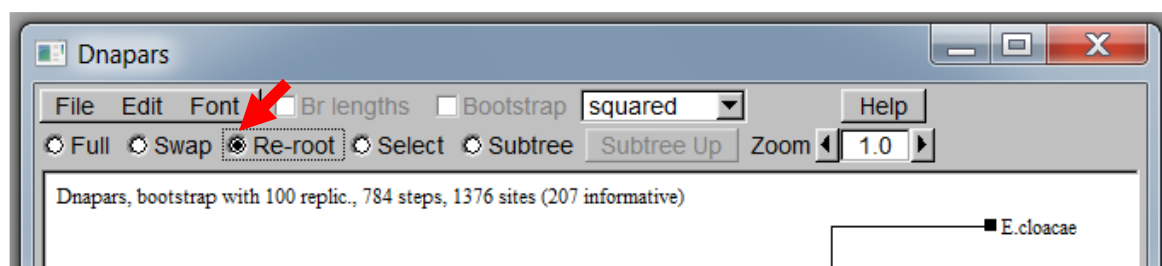 Dnapars
File Edit Font Br lengths Bootstrap squared Help
Full Swap Re-root Select Subtree Subtree Up Zoom 1.0
Dnapars, bootstrap with 100 replic., 784 steps, 1376 sites (207 informative)
E.cloacae